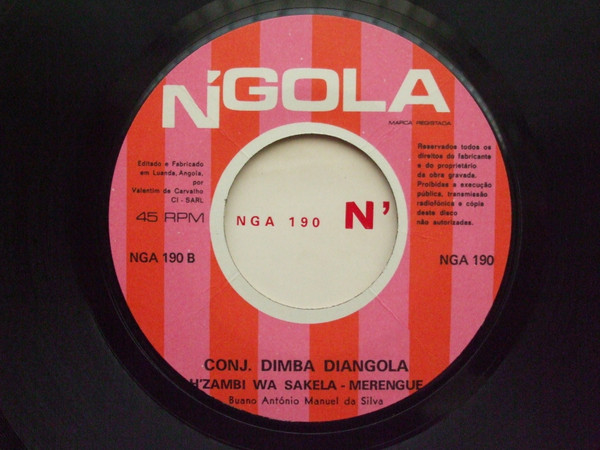 N'GOLA
MARCA REGISTADA
Editado e Fabricado
em Luanda, Angola,
por
Valentim de Carvalho
CI - SARL
45 RPM
Reservados todos os
direitos do fabricante
e do proprietário
da obra gravada.
Proibidas a execução
pública, transmissão
radiofónica e cópia
deste disco
não autorizadas.
NGA 190 N'
NGA 190 B
NGA 190
CONJ. DIMBA DIANGOLA
WA SAKELA - MERENGUE
Buano António Manuel da Silva